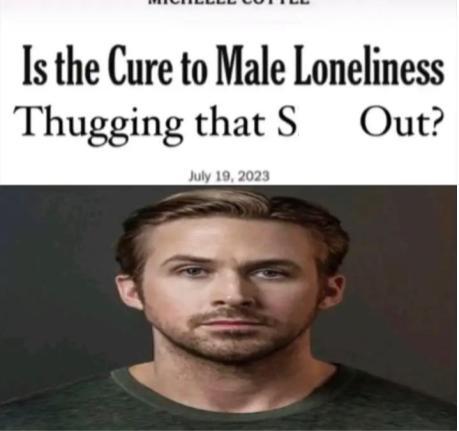 Is the Cure to Male Loneliness
Thugging that S Out?
July 19, 2023